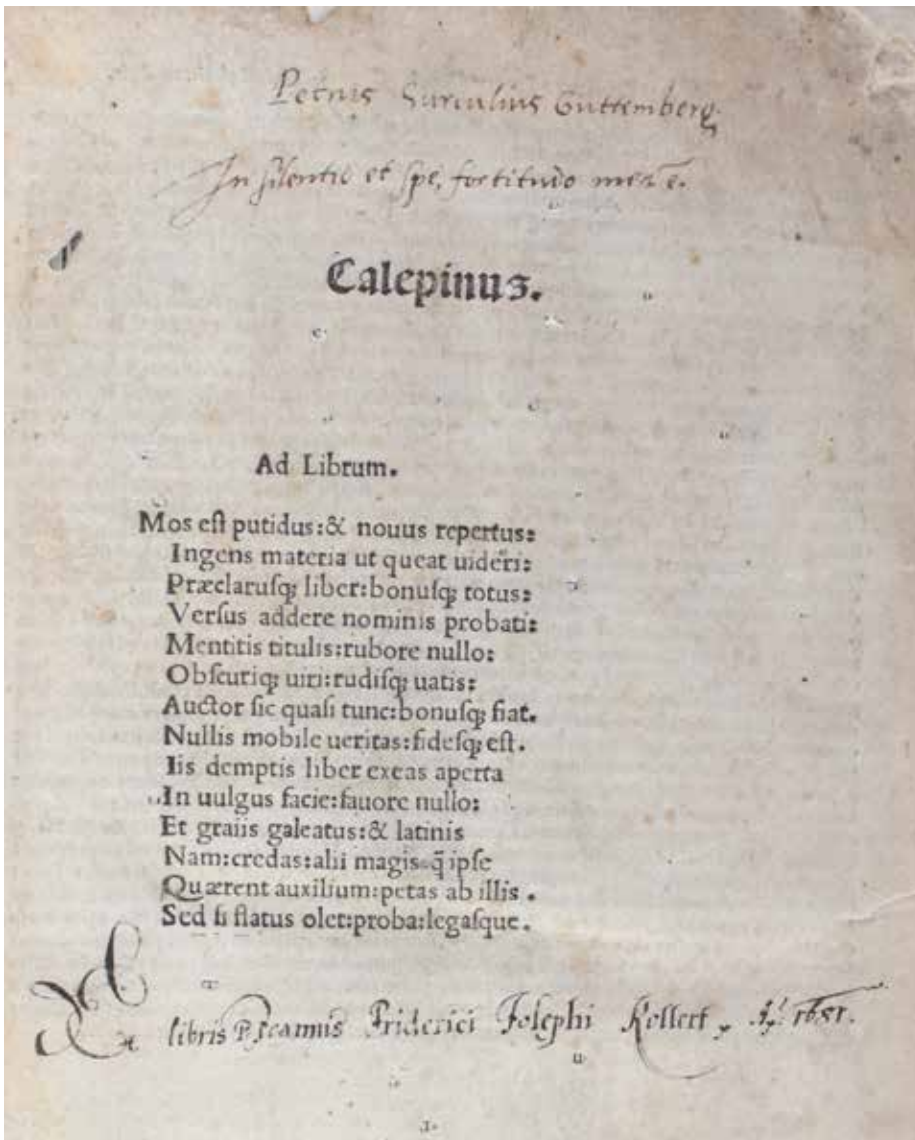 Petrus Surculius Guttemberg.
In silentio et spe, fortitudo
Calepinus.
Ad Librum.
Mos eſt putidus:& nouus repertus:
Ingens materia ut queat uideri:
Præclaruſq; liber:bonuſq; totus:
Verſus addere nominis probati:
Mentitis titulis:rubore nullo:
Obſcuriq; uiri:rudiſq; uatis:
Auctor ſic quaſi tunc:bonuſq; fiat.
Nullis mobile ueritas:fideſq; eſt.
Iis demptis liber exeas aperta
In uulgus facie:fauore nullo:
Et graiis galeatus:& latinis
Nam:credas:alii magis q̄ ipſe
Quærent auxilium:petas ab illis.
Sed ſi flatus olet:proba:legaſque.
Ex libris Friderici Joſephi Kollert